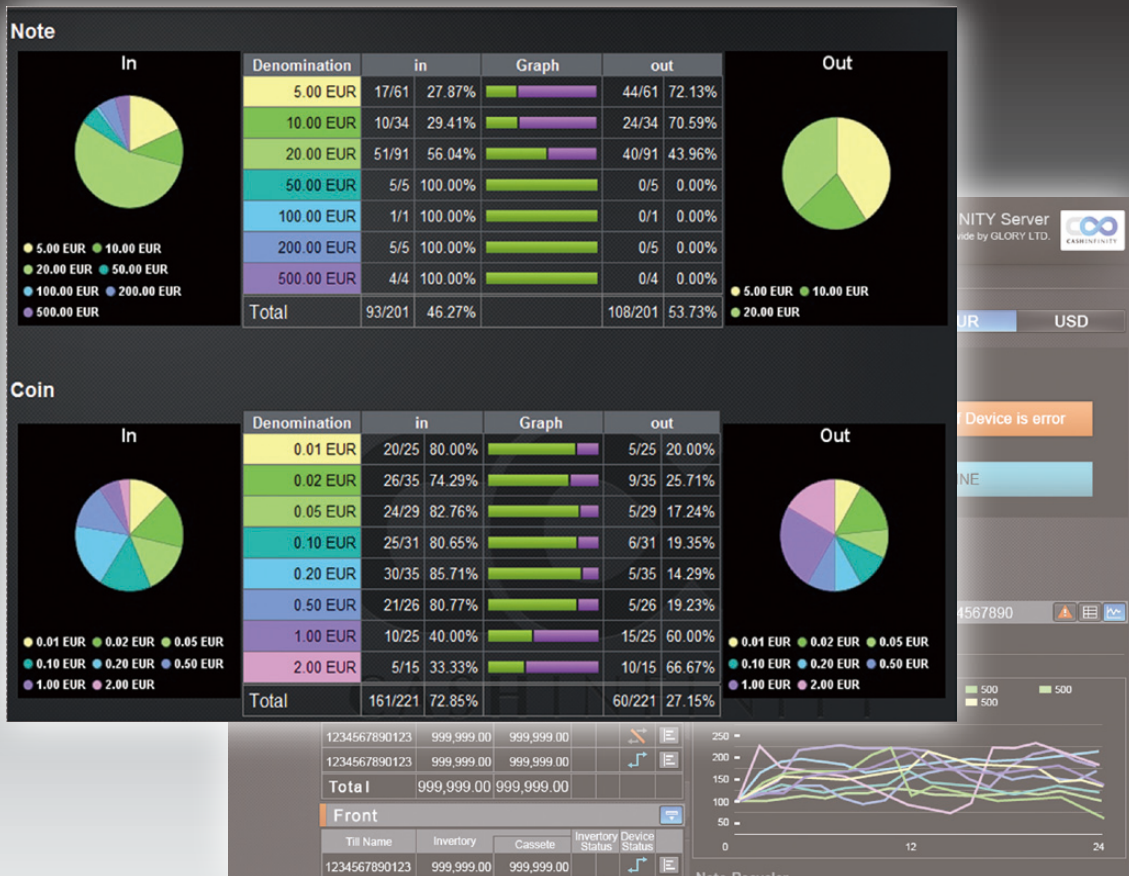 Note
In
Denomination in Graph out
5.00 EUR 17/61 27.87% 44/61 72.13%
10.00 EUR 10/34 29.41% 24/34 70.59%
20.00 EUR 51/91 56.04% 40/91 43.96%
50.00 EUR 5/5 100.00% 0/5 0.00%
100.00 EUR 1/1 100.00% 0/1 0.00%
200.00 EUR 5/5 100.00% 0/5 0.00%
500.00 EUR 4/4 100.00% 0/4 0.00%
Total 93/201 46.27% 108/201 53.73%
5.00 EUR 10.00 EUR
20.00 EUR 50.00 EUR
100.00 EUR 200.00 EUR
500.00 EUR
Out
5.00 EUR 10.00 EUR
20.00 EUR
Coin
In
Denomination in Graph out
0.01 EUR 20/25 80.00% 5/25 20.00%
0.02 EUR 26/35 74.29% 9/35 25.71%
0.05 EUR 24/29 82.76% 5/29 17.24%
0.10 EUR 25/31 80.65% 6/31 19.35%
0.20 EUR 30/35 85.71% 5/35 14.29%
0.50 EUR 21/26 80.77% 5/26 19.23%
1.00 EUR 10/25 40.00% 15/25 60.00%
2.00 EUR 5/15 33.33% 10/15 66.67%
Total 161/221 72.85% 60/221 27.15%
0.01 EUR 0.02 EUR 0.05 EUR
0.10 EUR 0.20 EUR 0.50 EUR
1.00 EUR 2.00 EUR
Out
0.01 EUR 0.02 EUR 0.05 EUR
0.10 EUR 0.20 EUR 0.50 EUR
1.00 EUR 2.00 EUR
CASHINFINITY
NITY Server
vide by GLORY LTD.
CASHINFINITY
UR USD
f Device is error
NE
4567890
500 500
500
1234567890123 999,999.00 999,999.00
1234567890123 999,999.00 999,999.00
Total 999,999.00 999,999.00
Front
Till Name Invertory Cassete Invertory Status Device Status
1234567890123 999,999.00 999,999.00
250
200
150
100
50
0 12 24